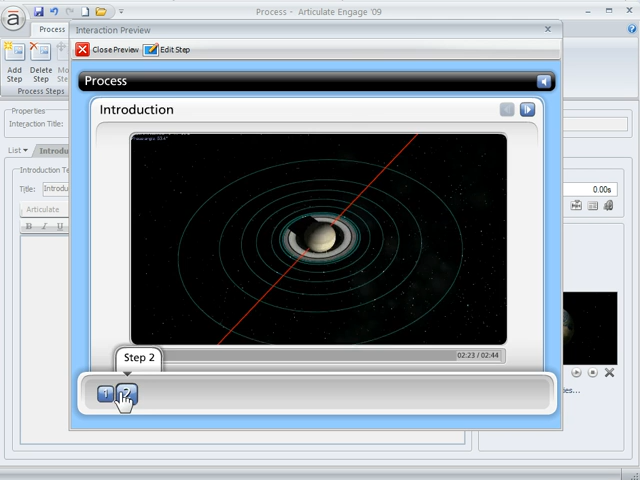 Process - Articulate Engage '09
Interaction Preview
Process
Close Preview Edit Step
Add Step
Delete Step
Process Steps
Process
Introduction
Properties
Interaction Title:
List
Title:
0.00s
Articulate
B I U
02:23 / 02:44
Step 2
1 2